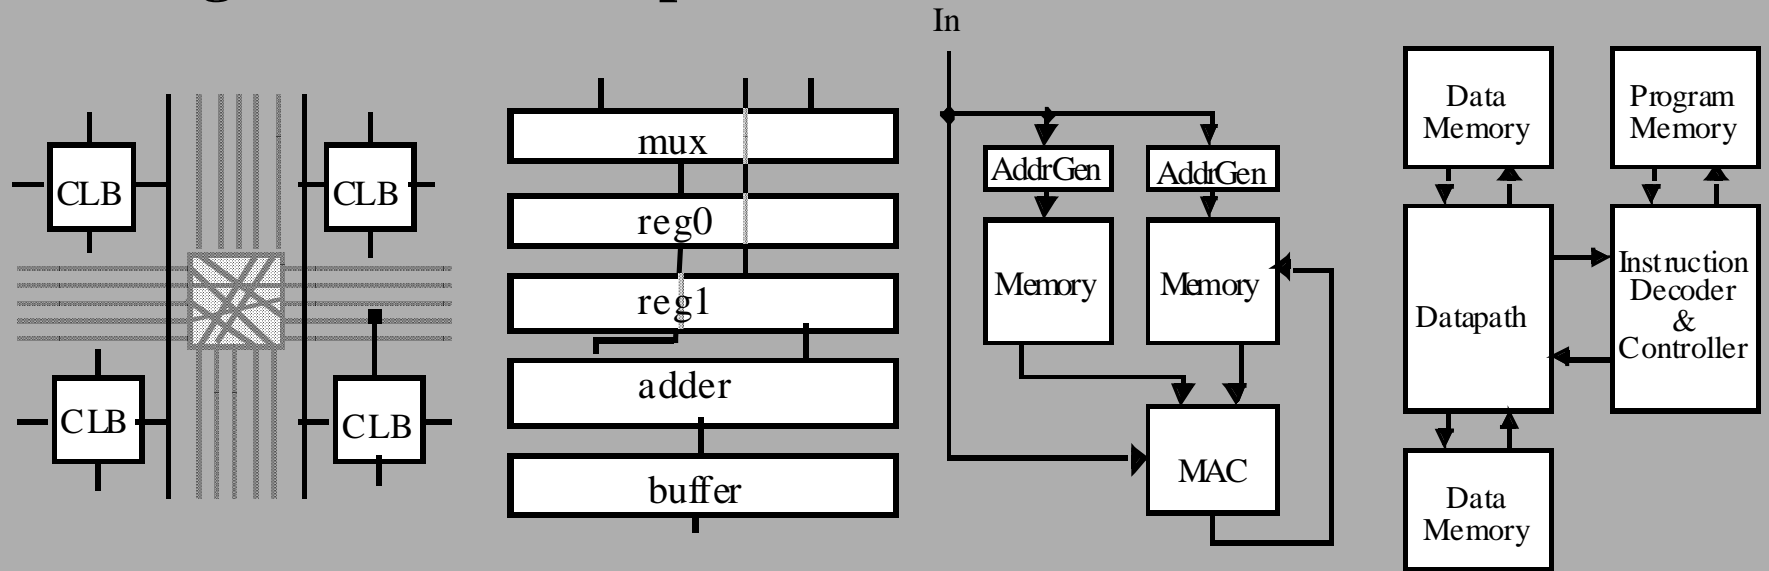 In
CLB
CLB
CLB
CLB
mux
reg0
reg1
adder
buffer
AddrGen
AddrGen
Memory
Memory
MAC
Data
Memory
Program
Memory
Datapath
Instruction
Decoder
&
Controller
Data
Memory